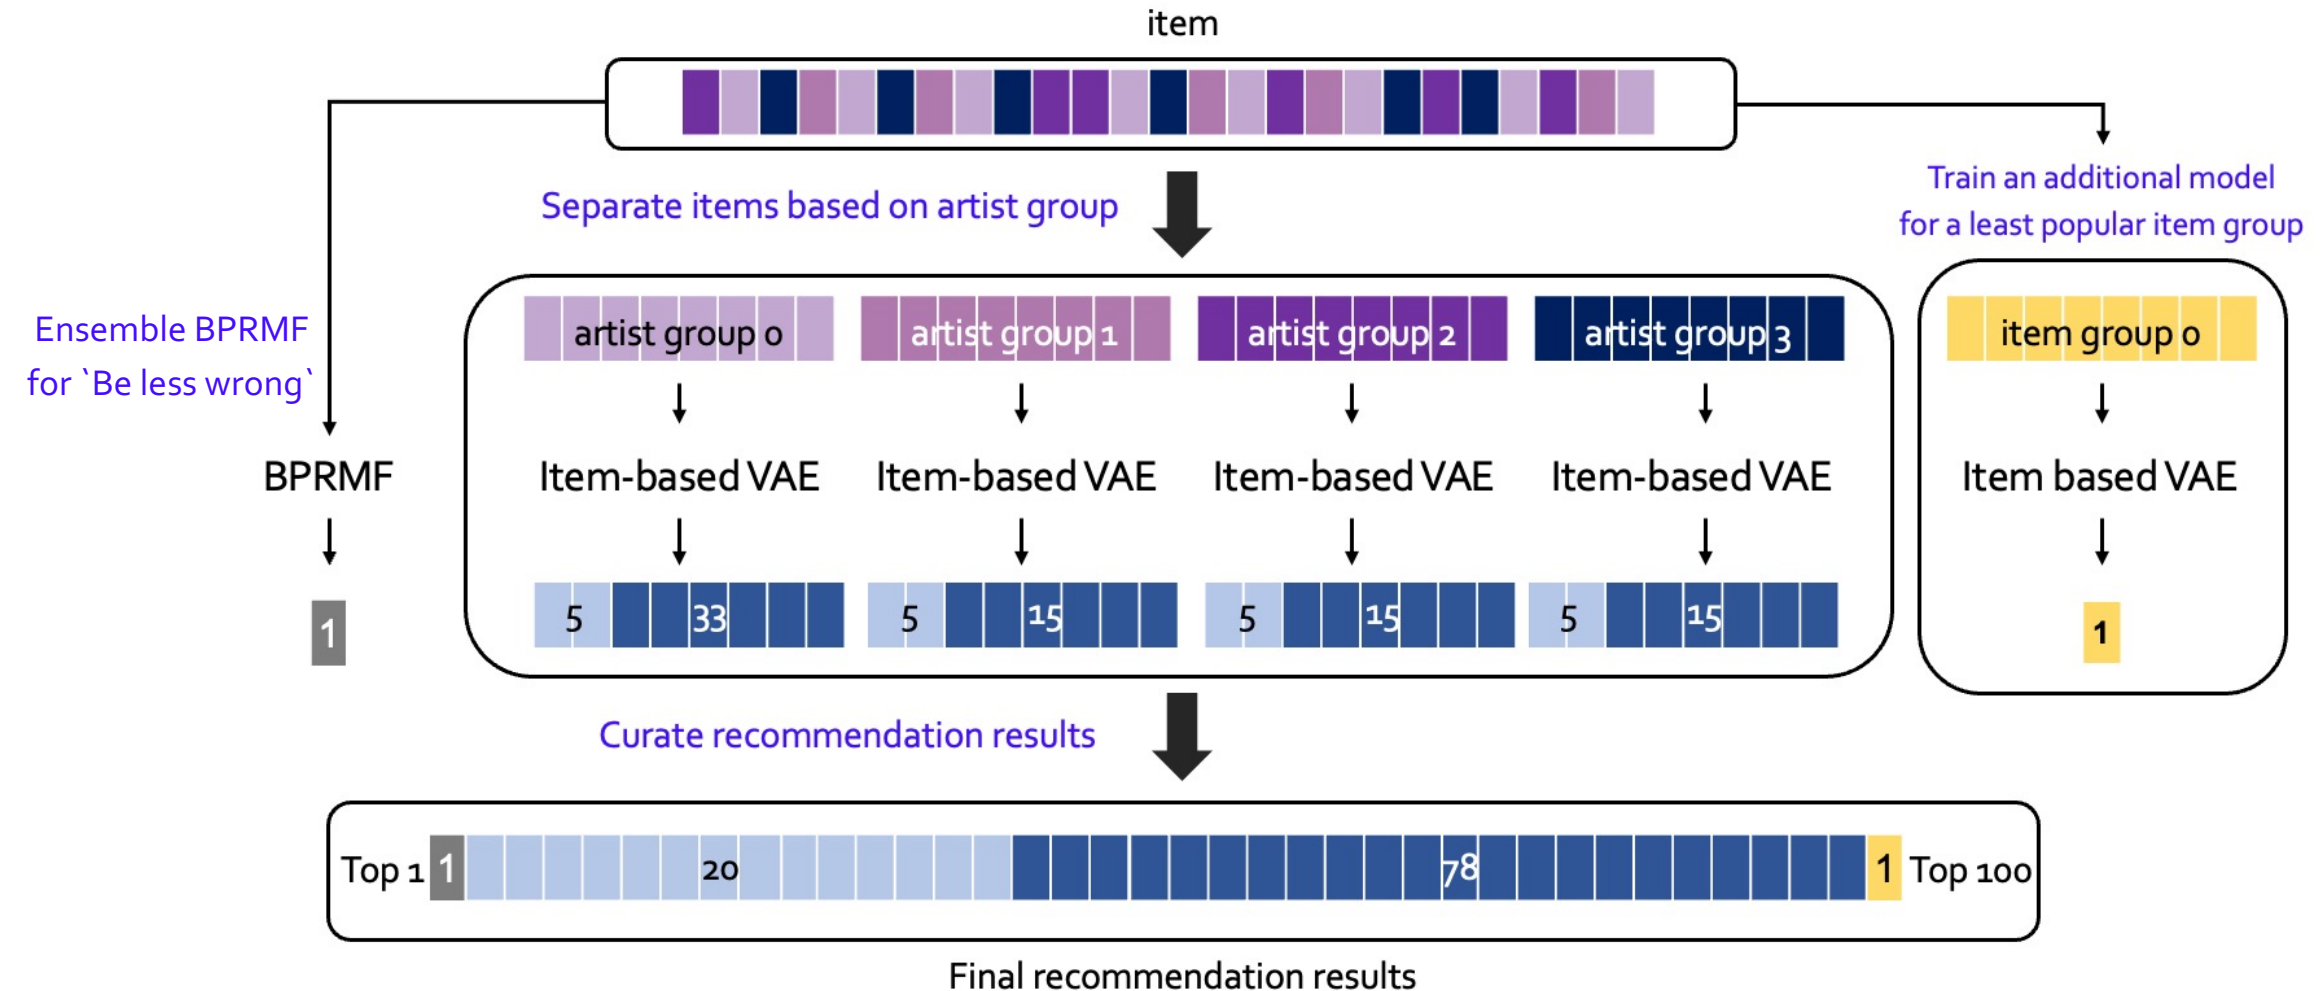 item
Separate items based on artist group
Train an additional model
for a least popular item group
Ensemble BPRMF
for `Be less wrong`
artist group 0
artist group 1
artist group 2
artist group 3
item group 0
BPRMF
Item-based VAE
Item-based VAE
Item-based VAE
Item-based VAE
Item based VAE
1
5 33
5 15
5 15
5 15
1
Curate recommendation results
Top 1 1 20 78 1 Top 100
Final recommendation results